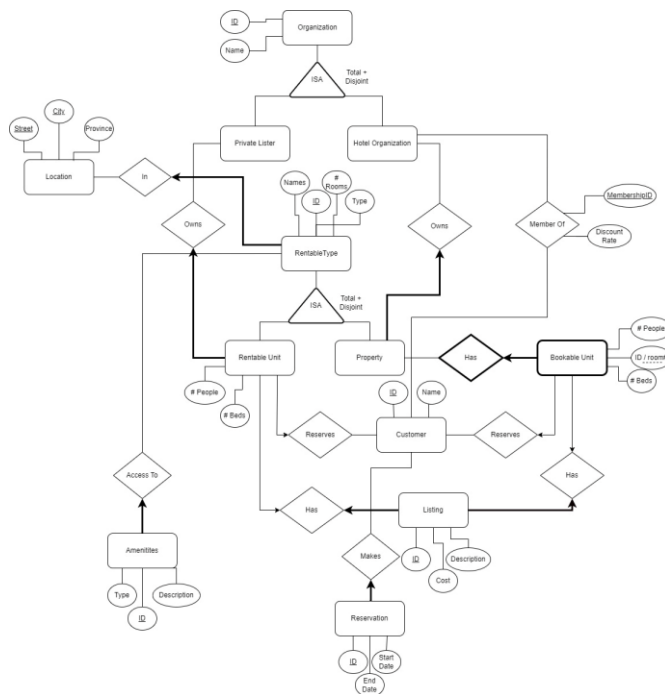 ID
Organization
Name
ISA
Total +
Disjoint
Street
City
Province
Private Lister
Hotel Organization
Location
In
Names
ID
# Rooms
Type
MembershipID
Owns
Owns
Member Of
Discount
Rate
RentableType
ISA
Total +
Disjoint
# People
Rentable Unit
Property
Has
Bookable Unit
ID /
# People
# Beds
ID
Name
# Beds
Reserves
Customer
Reserves
Access To
Has
Listing
Has
ID
Description
Cost
Amenitites
Makes
Type
Description
ID
Reservation
ID
Start
Date
End
Date